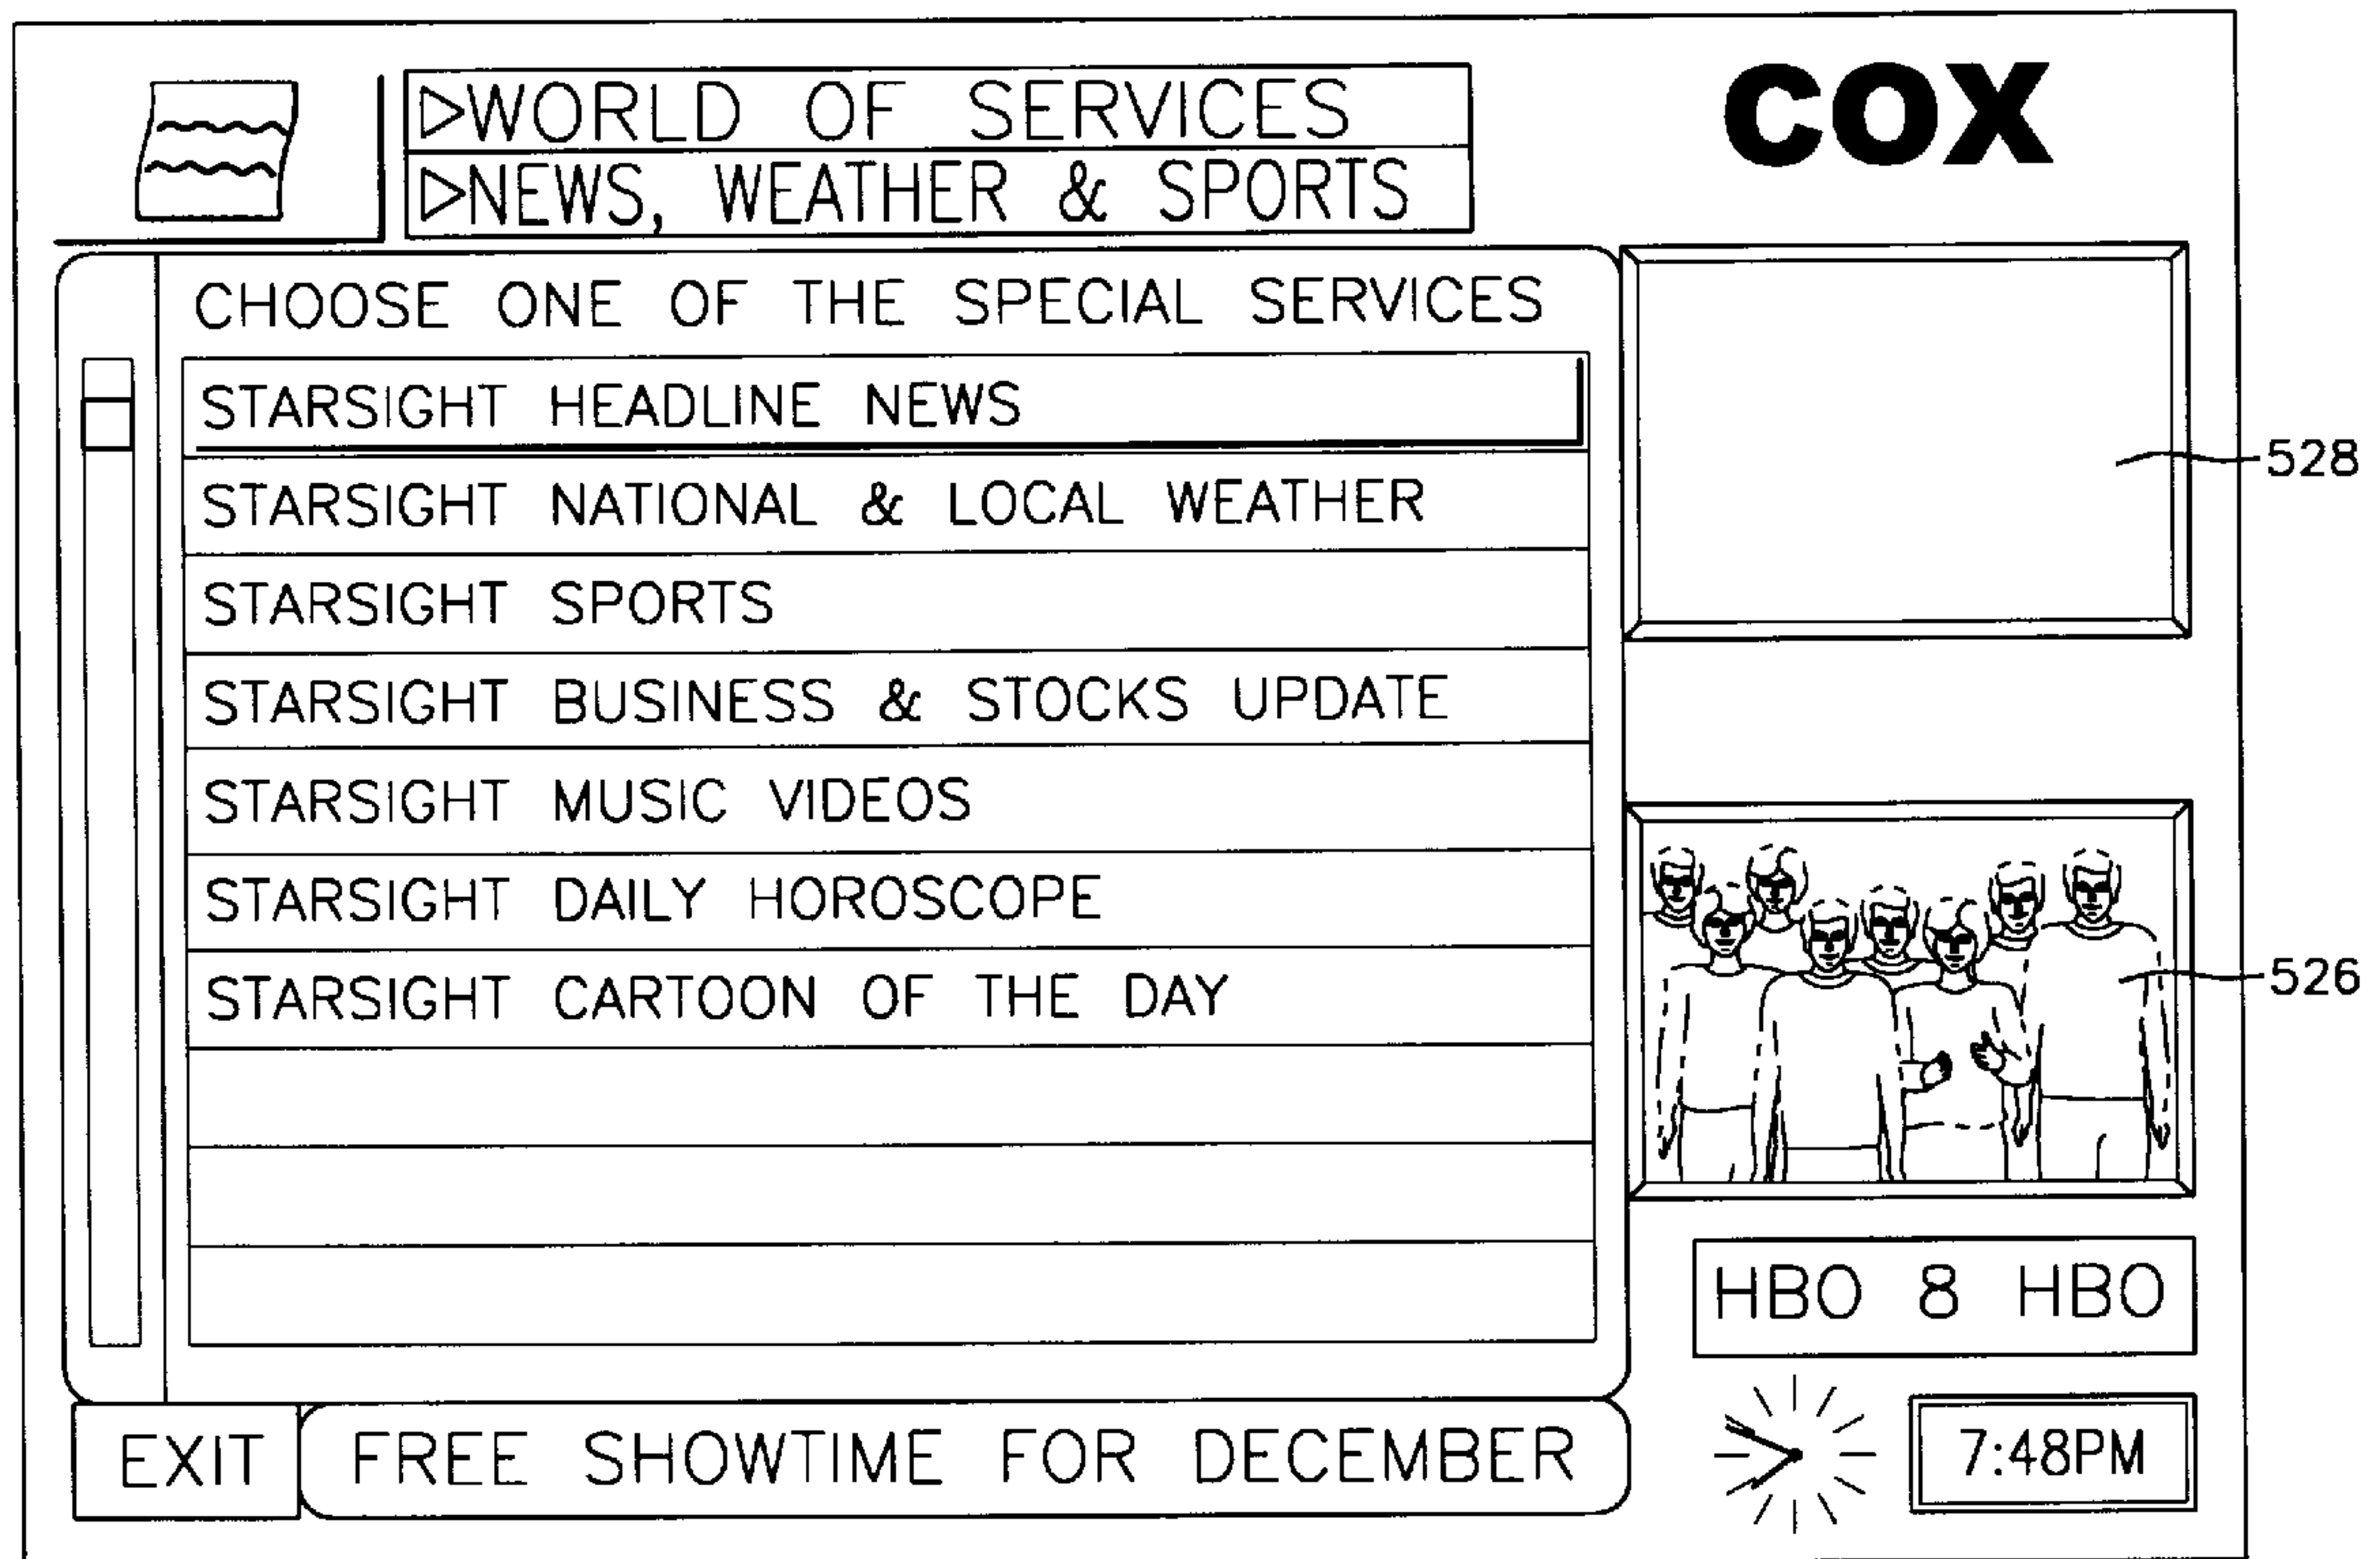 ▷WORLD OF SERVICES
▷NEWS, WEATHER & SPORTS
COX
CHOOSE ONE OF THE SPECIAL SERVICES
STARSIGHT HEADLINE NEWS
STARSIGHT NATIONAL & LOCAL WEATHER
STARSIGHT SPORTS
STARSIGHT BUSINESS & STOCKS UPDATE
STARSIGHT MUSIC VIDEOS
STARSIGHT DAILY HOROSCOPE
STARSIGHT CARTOON OF THE DAY
528
526
HBO 8 HBO
EXIT
FREE SHOWTIME FOR DECEMBER
7:48PM